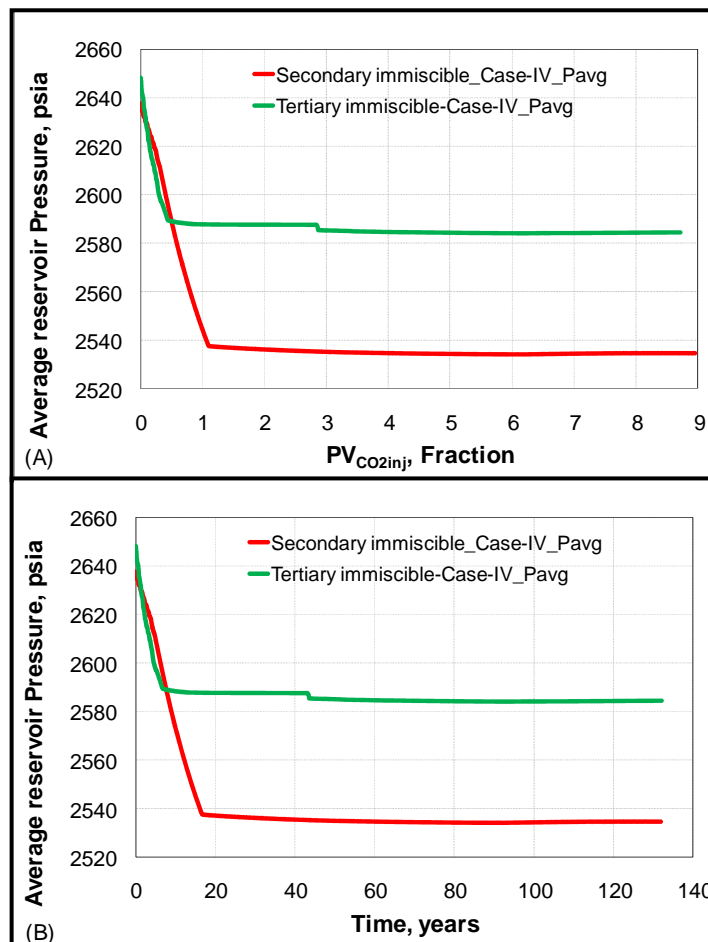 2660
2640
2620
2600
2580
2560
2540
2520
Average reservoir Pressure, psia
Secondary immiscible_Case-IV_Pavg
Tertiary immiscible-Case-IV_Pavg
0 1 2 3 4 5 6 7 8 9
PVCO2inj, Fraction
(A)
2660
2640
2620
2600
2580
2560
2540
2520
Average reservoir Pressure, psia
Secondary immiscible_Case-IV_Pavg
Tertiary immiscible-Case-IV_Pavg
0 20 40 60 80 100 120 140
Time, years
(B)